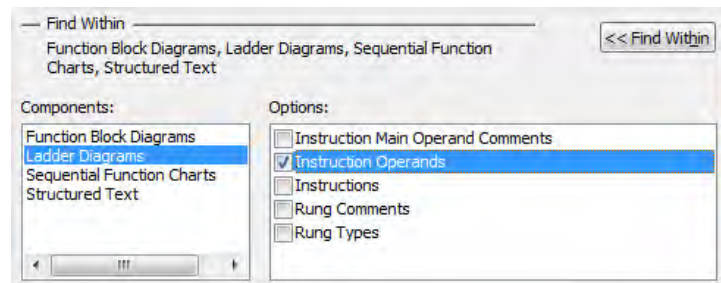 Find Within
Function Block Diagrams, Ladder Diagrams, Sequential Function
Charts, Structured Text
<< Find Within
Components:
Function Block Diagrams
Ladder Diagrams
Sequential Function Charts
Structured Text
Options:
Instruction Main Operand Comments
Instruction Operands
Instructions
Rung Comments
Rung Types